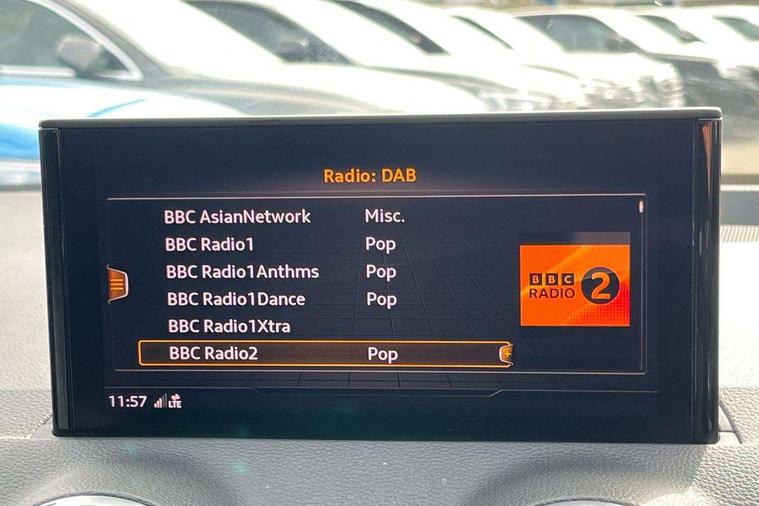 Radio: DAB
BBC AsianNetwork Misc.
BBC Radio1 Pop
BBC Radio1Anthms Pop
BBC Radio1Dance Pop
BBC Radio1Xtra
BBC Radio2 Pop
BBC
RADIO 2
11:57 LTE